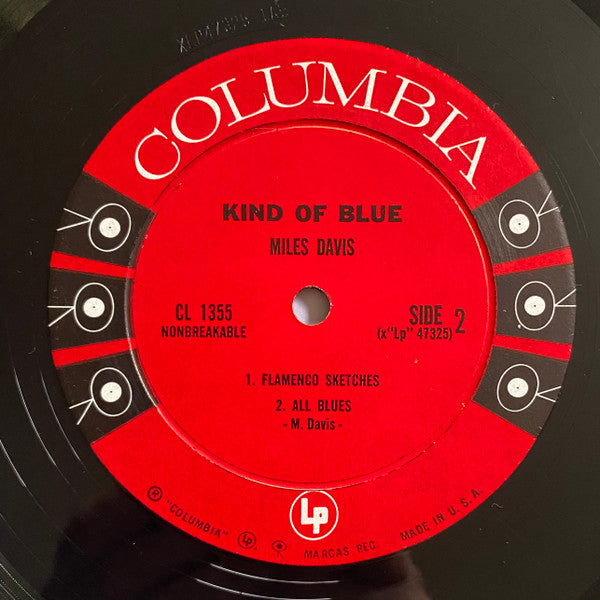 COLUMBIA
KIND OF BLUE
MILES DAVIS
CL 1355
NONBREAKABLE
SIDE 2
(x"Lp" 47325)
1. FLAMENCO SKETCHES
2. ALL BLUES
- M. Davis -
Lp
® "COLUMBIA" Lp. MARCAS REG. MADE IN U.S.A.